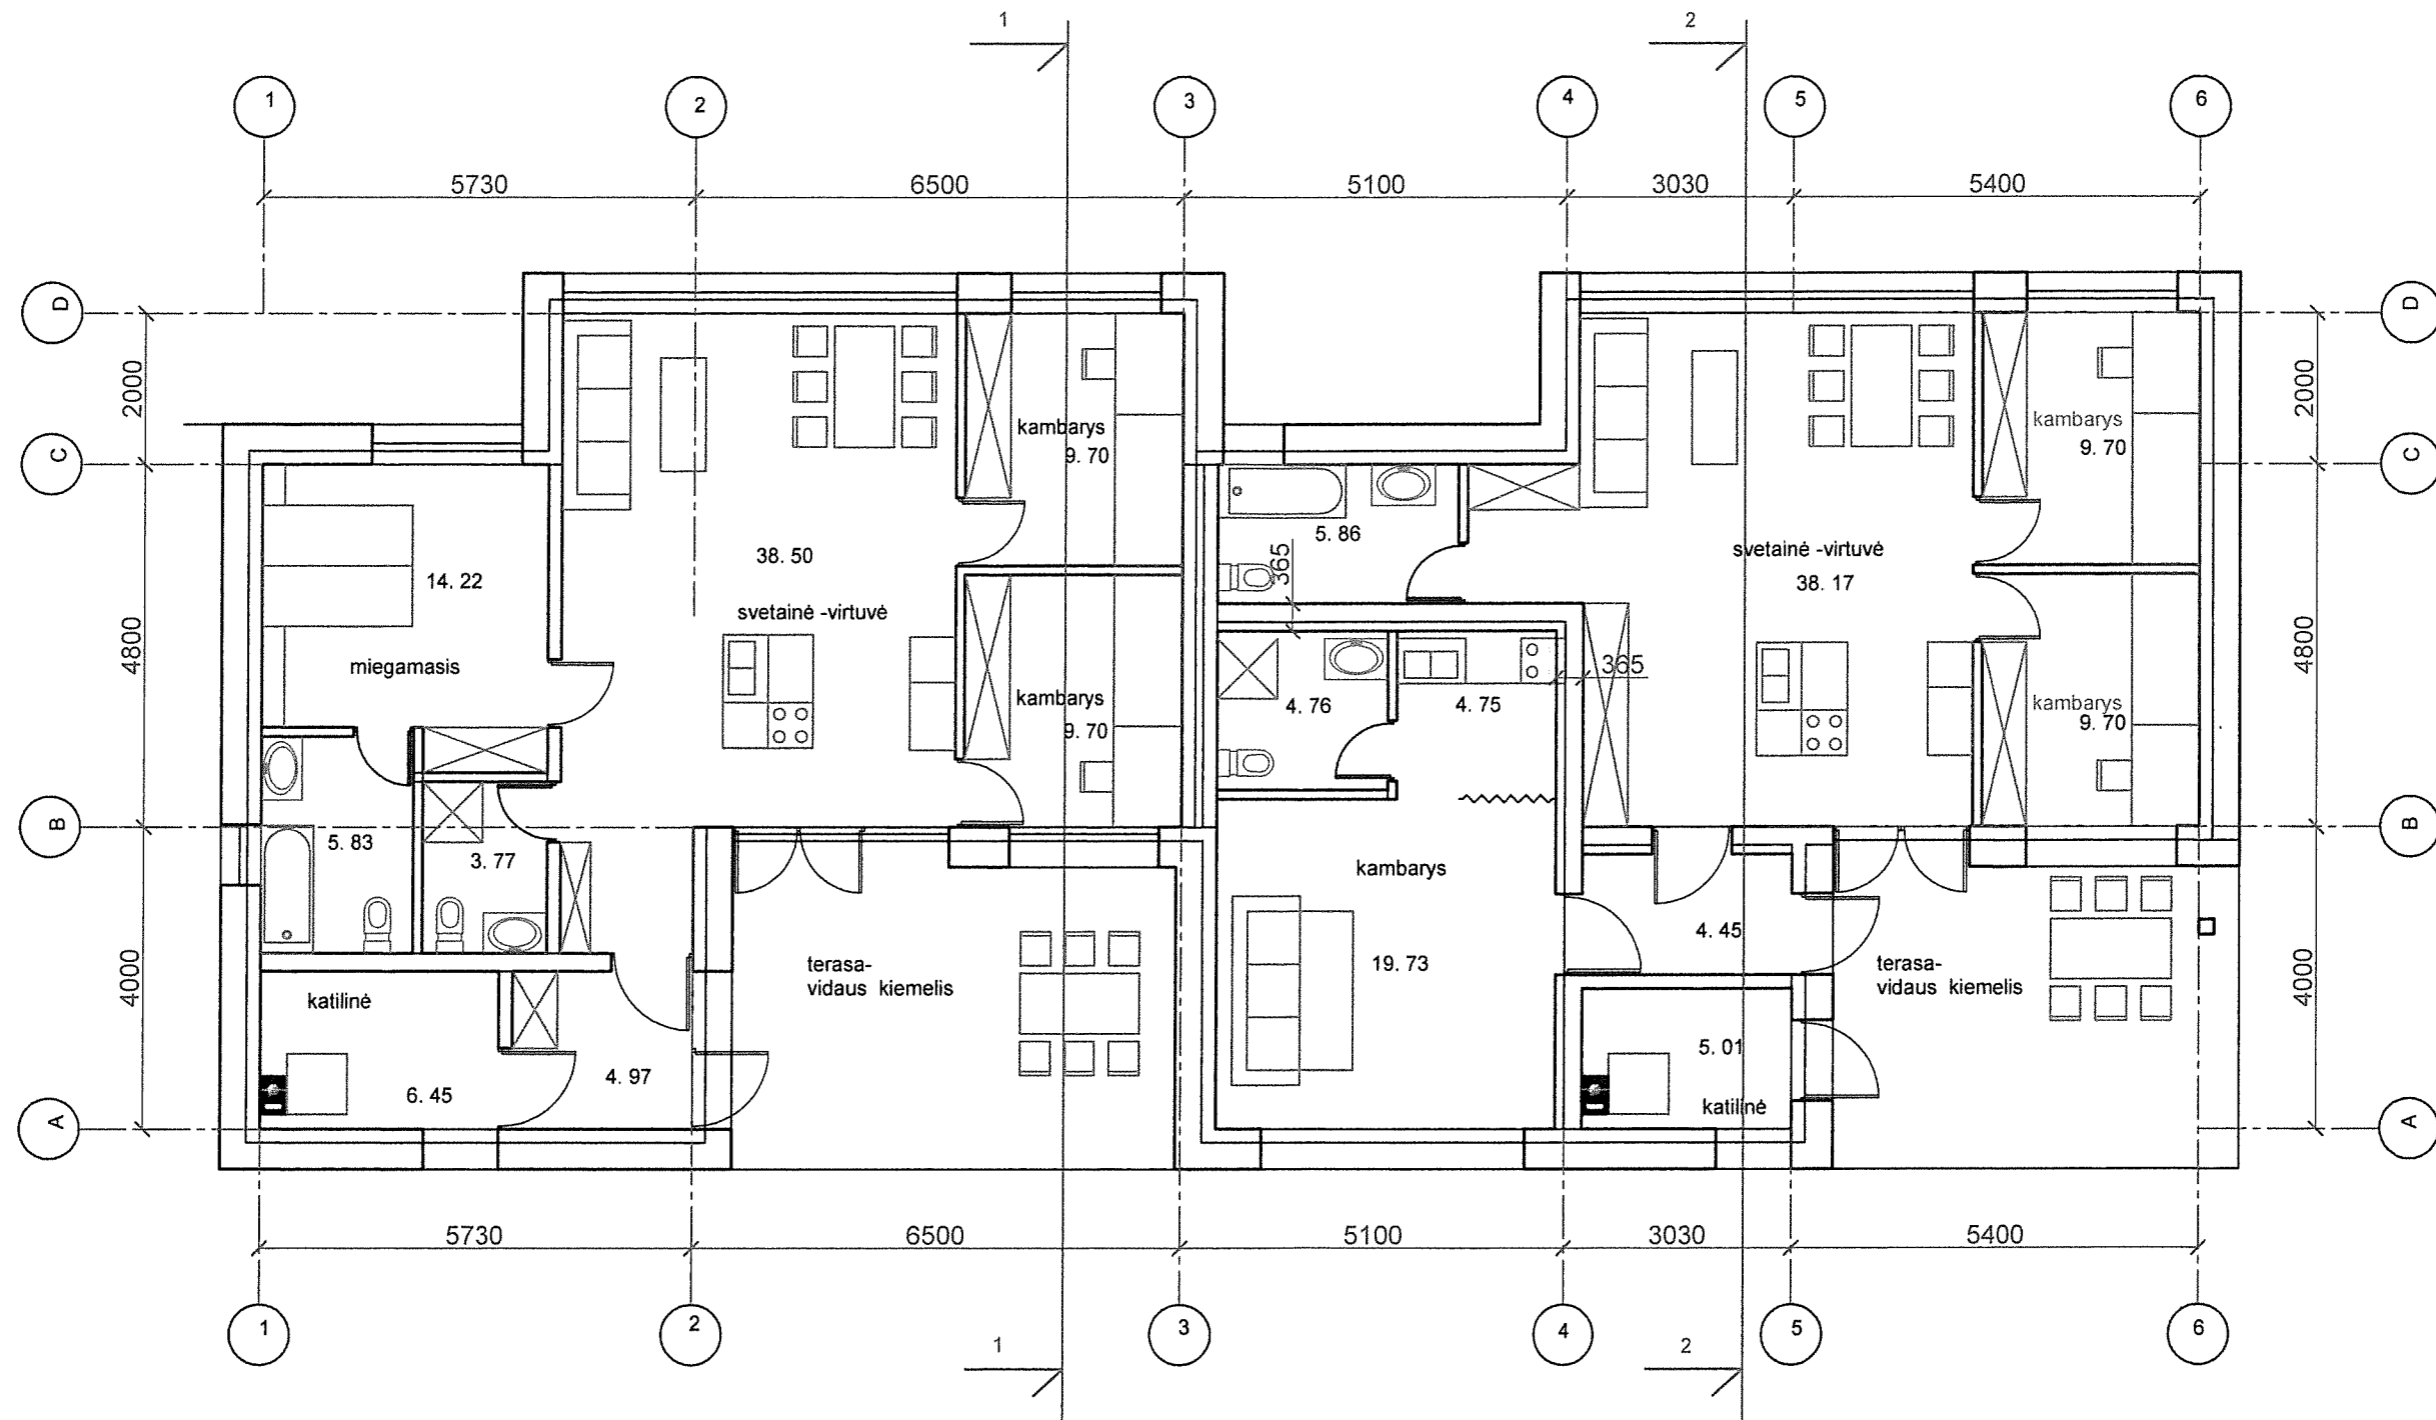 1
2
1
2
3
4
5
6
5730
6500
5100
3030
5400
D
D
2000
2000
kambarys
9. 70
kambarys
9. 70
C
C
5. 86
365
38. 50
svetainė -virtuvė
svetainė -virtuvė
38. 17
14. 22
miegamasis
4800
4800
365
kambarys
9. 70
4. 76
4. 75
kambarys
9. 70
B
B
5. 83
3. 77
kambarys
4. 45
terasa-
vidaus kiemelis
19. 73
terasa-
vidaus kiemelis
4000
4000
katilinė
6. 45
4. 97
5. 01
katilinė
A
A
5730
6500
5100
3030
5400
1
2
3
4
5
6
1
2